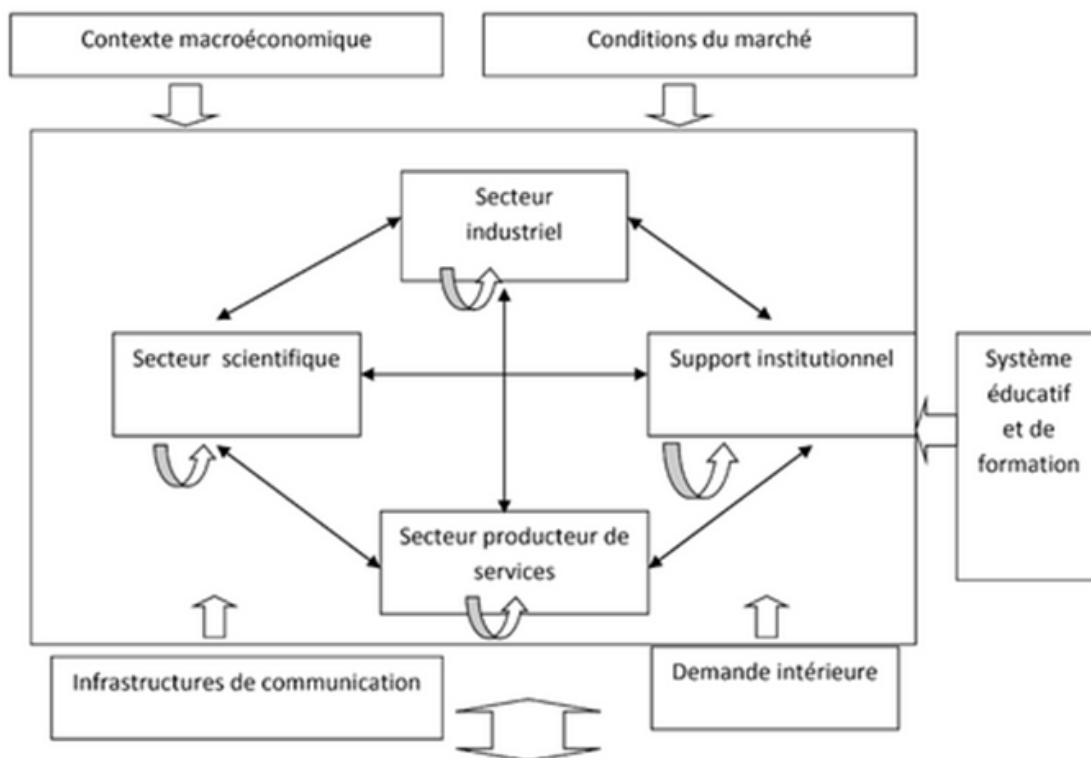 Contexte macroéconomique
Conditions du marché
Secteur
industriel
Secteur scientifique
Support institutionnel
Système
éducatif
et de
formation
Secteur producteur de
services
Infrastructures de communication
Demande intérieure